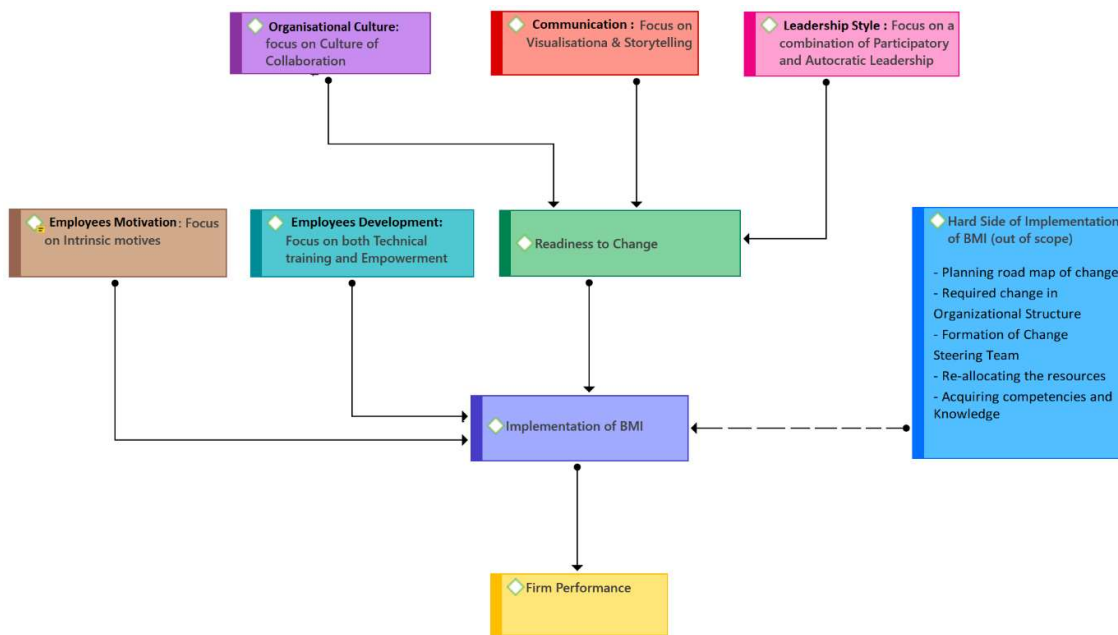 Organisational Culture:
focus on Culture of
Collaboration
Communication : Focus on
Visualisationa & Storytelling
Leadership Style : Focus on a
combination of Participatory
and Autocratic Leadership
Employees Motivation: Focus
on Intrinsic motives
Employees Development:
Focus on both Technical
training and Empowerment
Readiness to Change
Hard Side of Implementation
of BMI (out of scope)
- Planning road map of change
- Required change in
Organizational Structure
- Formation of Change
Steering Team
- Re-allocating the resources
- Acquiring competencies and
Knowledge
Implementation of BMI
Firm Performance